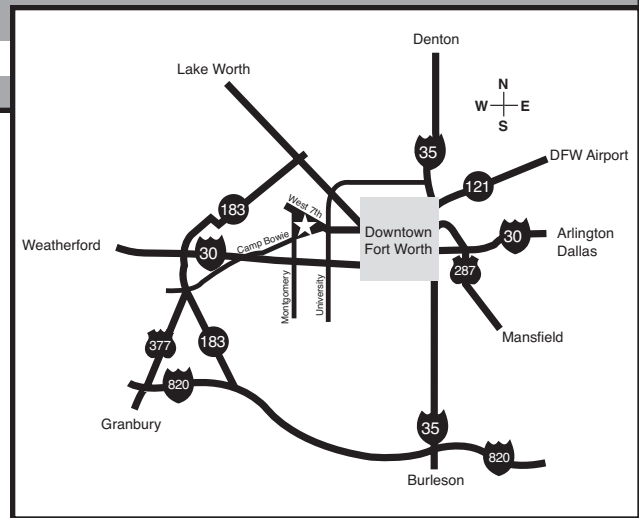 Denton
Lake Worth
N
W E
S
35
DFW Airport
121
183
West 7th
Downtown
Fort Worth
Camp Bowie
Weatherford
30
30
Arlington
Dallas
287
Montgomery
University
Mansfield
377
183
820
Granbury
35
820
Burleson